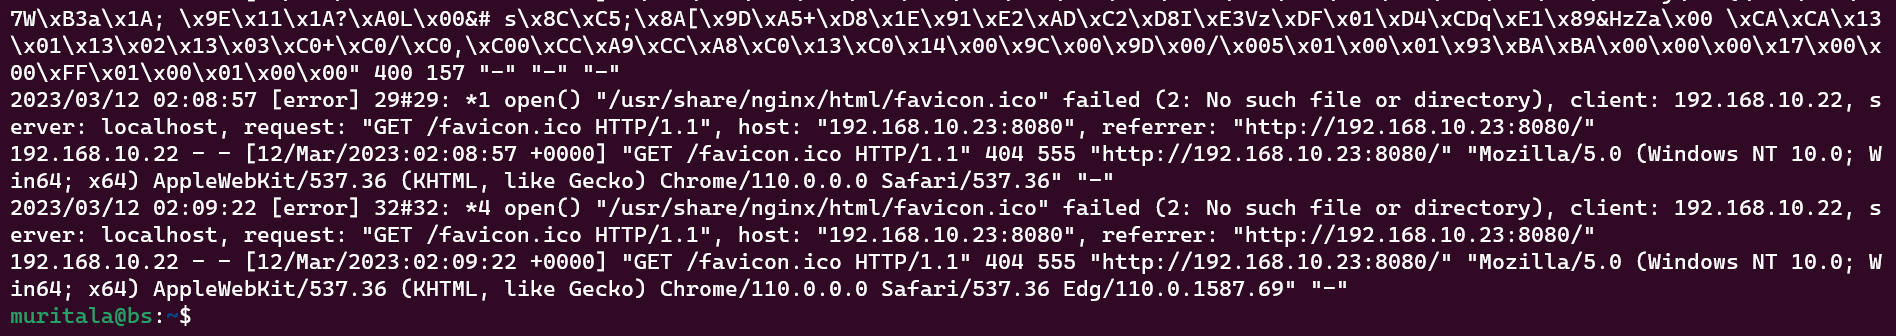 7W\xB3a\x1A; \x9E\x11\x1A?\xA0L\x00&# s\x8C\xC5;\x8A[\x9D\xA5+\xD8\x1E\x91\xE2\xAD\xC2\xD8I\xE3Vz\xDF\x01\xD4\xCDq\xE1\x89&HzZa\x00 \xCA\xCA\x13
\x01\x13\x02\x13\x03\xC0+\xC0/\xC0,\xC00\xCC\xA9\xCC\xA8\xC0\x13\xC0\x14\x00\x9C\x00\x9D\x00/\x005\x01\x00\x01\x93\xBA\xBA\x00\x00\x00\x17\x00\x
00\xFF\x01\x00\x01\x00\x00" 400 157 "-" "-" "-"
2023/03/12 02:08:57 [error] 29#29: *1 open() "/usr/share/nginx/html/favicon.ico" failed (2: No such file or directory), client: 192.168.10.22, s
erver: localhost, request: "GET /favicon.ico HTTP/1.1", host: "192.168.10.23:8080", referrer: "http://192.168.10.23:8080/"
192.168.10.22 - - [12/Mar/2023:02:08:57 +0000] "GET /favicon.ico HTTP/1.1" 404 555 "http://192.168.10.23:8080/" "Mozilla/5.0 (Windows NT 10.0; W
in64; x64) AppleWebKit/537.36 (KHTML, like Gecko) Chrome/110.0.0.0 Safari/537.36" "-"
2023/03/12 02:09:22 [error] 32#32: *4 open() "/usr/share/nginx/html/favicon.ico" failed (2: No such file or directory), client: 192.168.10.22, s
erver: localhost, request: "GET /favicon.ico HTTP/1.1", host: "192.168.10.23:8080", referrer: "http://192.168.10.23:8080/"
192.168.10.22 - - [12/Mar/2023:02:09:22 +0000] "GET /favicon.ico HTTP/1.1" 404 555 "http://192.168.10.23:8080/" "Mozilla/5.0 (Windows NT 10.0; W
in64; x64) AppleWebKit/537.36 (KHTML, like Gecko) Chrome/110.0.0.0 Safari/537.36 Edg/110.0.1587.69" "-"
muritala@bs:~$